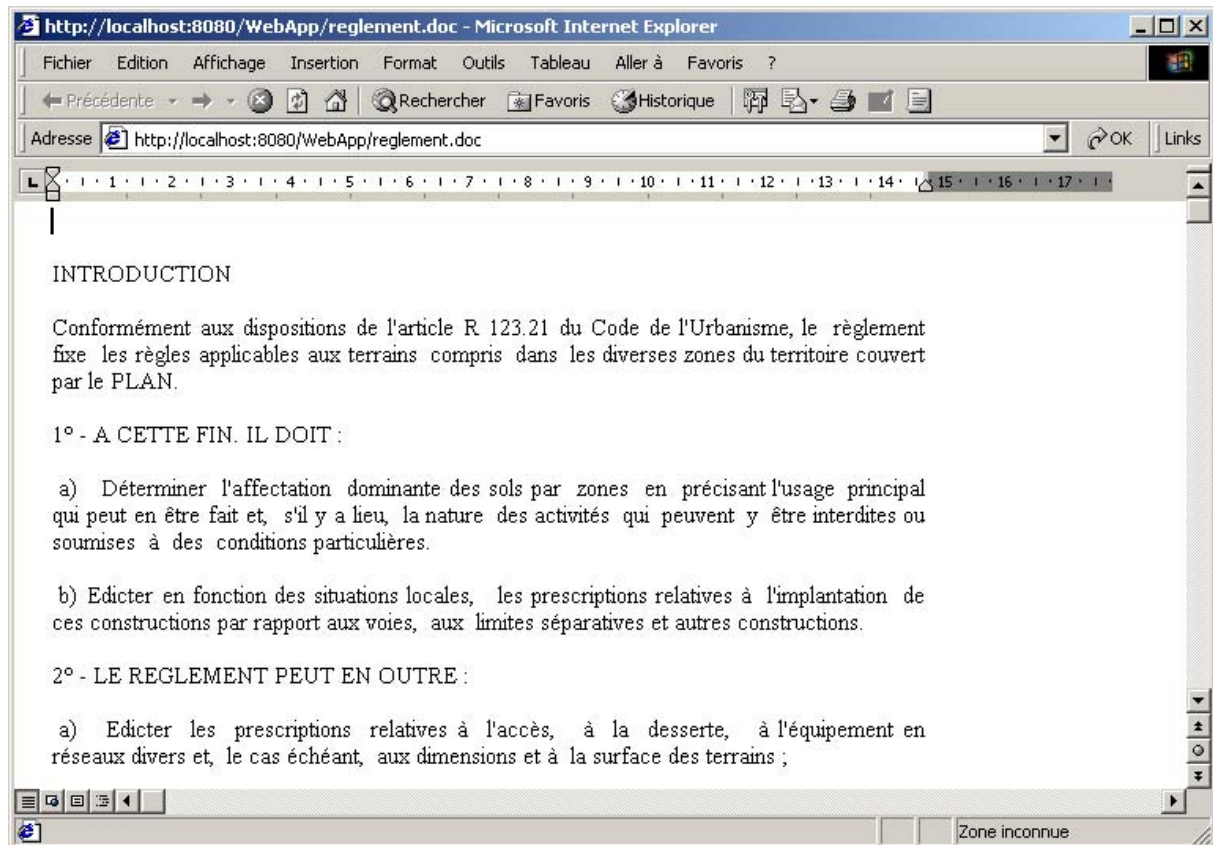 http://localhost:8080/WebApp/reglement.doc - Microsoft Internet Explorer
Fichier Edition Affichage Insertion Format Outils Tableau Aller à Favoris ?
Précédente Rechercher Favoris Historique
Adresse http://localhost:8080/WebApp/reglement.doc OK Links
1 2 3 4 5 6 7 8 9 10 11 12 13 14 15 16 17
INTRODUCTION
Conformément aux dispositions de l'article R 123.21 du Code de l'Urbanisme, le règlement
fixe les règles applicables aux terrains compris dans les diverses zones du territoire couvert
par le PLAN.
1° - A CETTE FIN. IL DOIT :
a) Déterminer l'affectation dominante des sols par zones en précisant l'usage principal
qui peut en être fait et, s'il y a lieu, la nature des activités qui peuvent y être interdites ou
soumises à des conditions particulières.
b) Edicter en fonction des situations locales, les prescriptions relatives à l'implantation de
ces constructions par rapport aux voies, aux limites séparatives et autres constructions.
2° - LE REGLEMENT PEUT EN OUTRE :
a) Edicter les prescriptions relatives à l'accès, à la desserte, à l'équipement en
réseaux divers et, le cas échéant, aux dimensions et à la surface des terrains ;
Zone inconnue